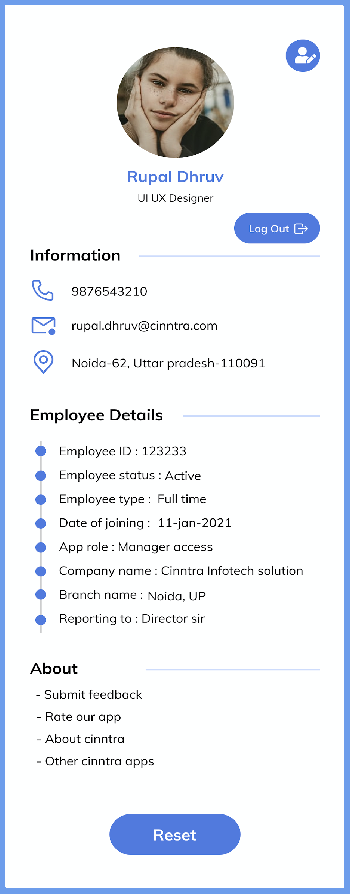 Rupal Dhruv
UI UX Designer
Log Out
Information
9876543210
rupal.dhruv@cinntra.com
Noida-62, Uttar pradesh-110091
Employee Details
Employee ID : 123233
Employee status : Active
Employee type : Full time
Date of joining : 11-jan-2021
App role : Manager access
Company name : Cinntra Infotech solution
Branch name : Noida, UP
Reporting to : Director sir
About
- Submit feedback
- Rate our app
- About cinntra
- Other cinntra apps
Reset